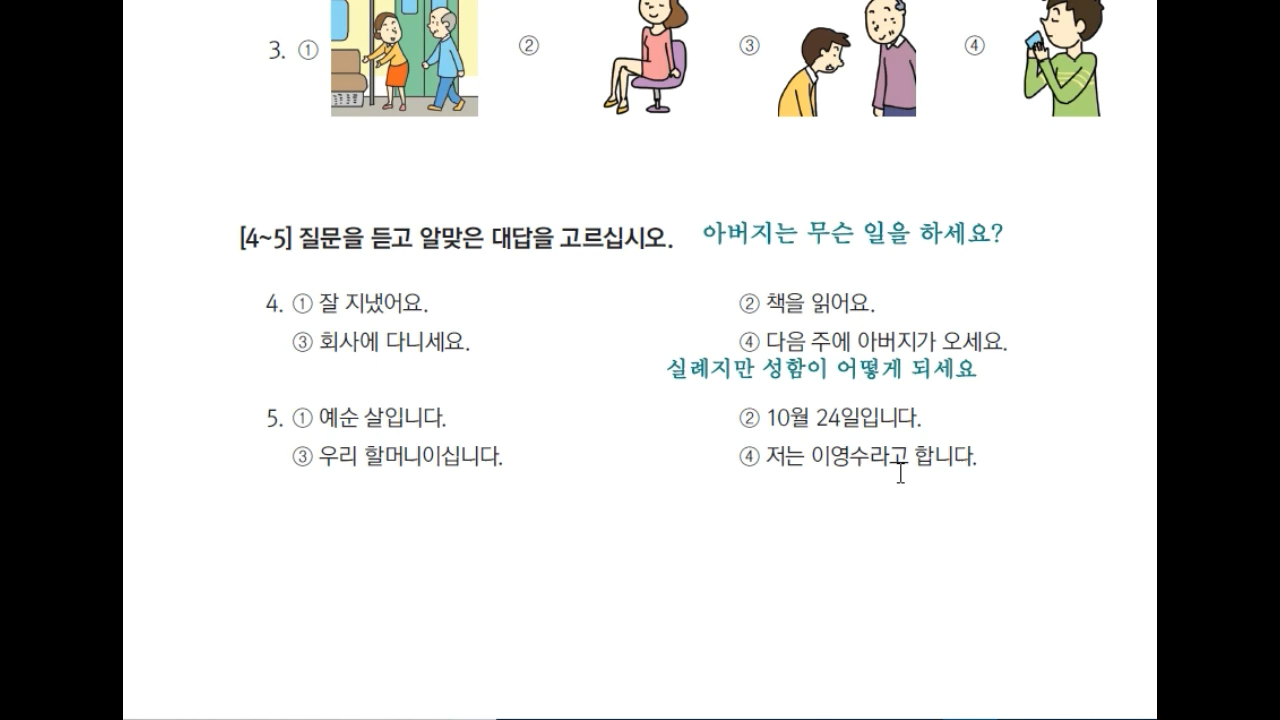 3. ① ② ③ ④
[4~5] 질문을 듣고 알맞은 대답을 고르십시오. 아버지는 무슨 일을 하세요?
4. ① 잘 지냈어요. ② 책을 읽어요.
③ 회사에 다니세요. ④ 다음 주에 아버지가 오세요.
실례지만 성함이 어떻게 되세요
5. ① 예순 살입니다. ② 10월 24일입니다.
③ 우리 할머니이십니다. ④ 저는 이영수라고 합니다.